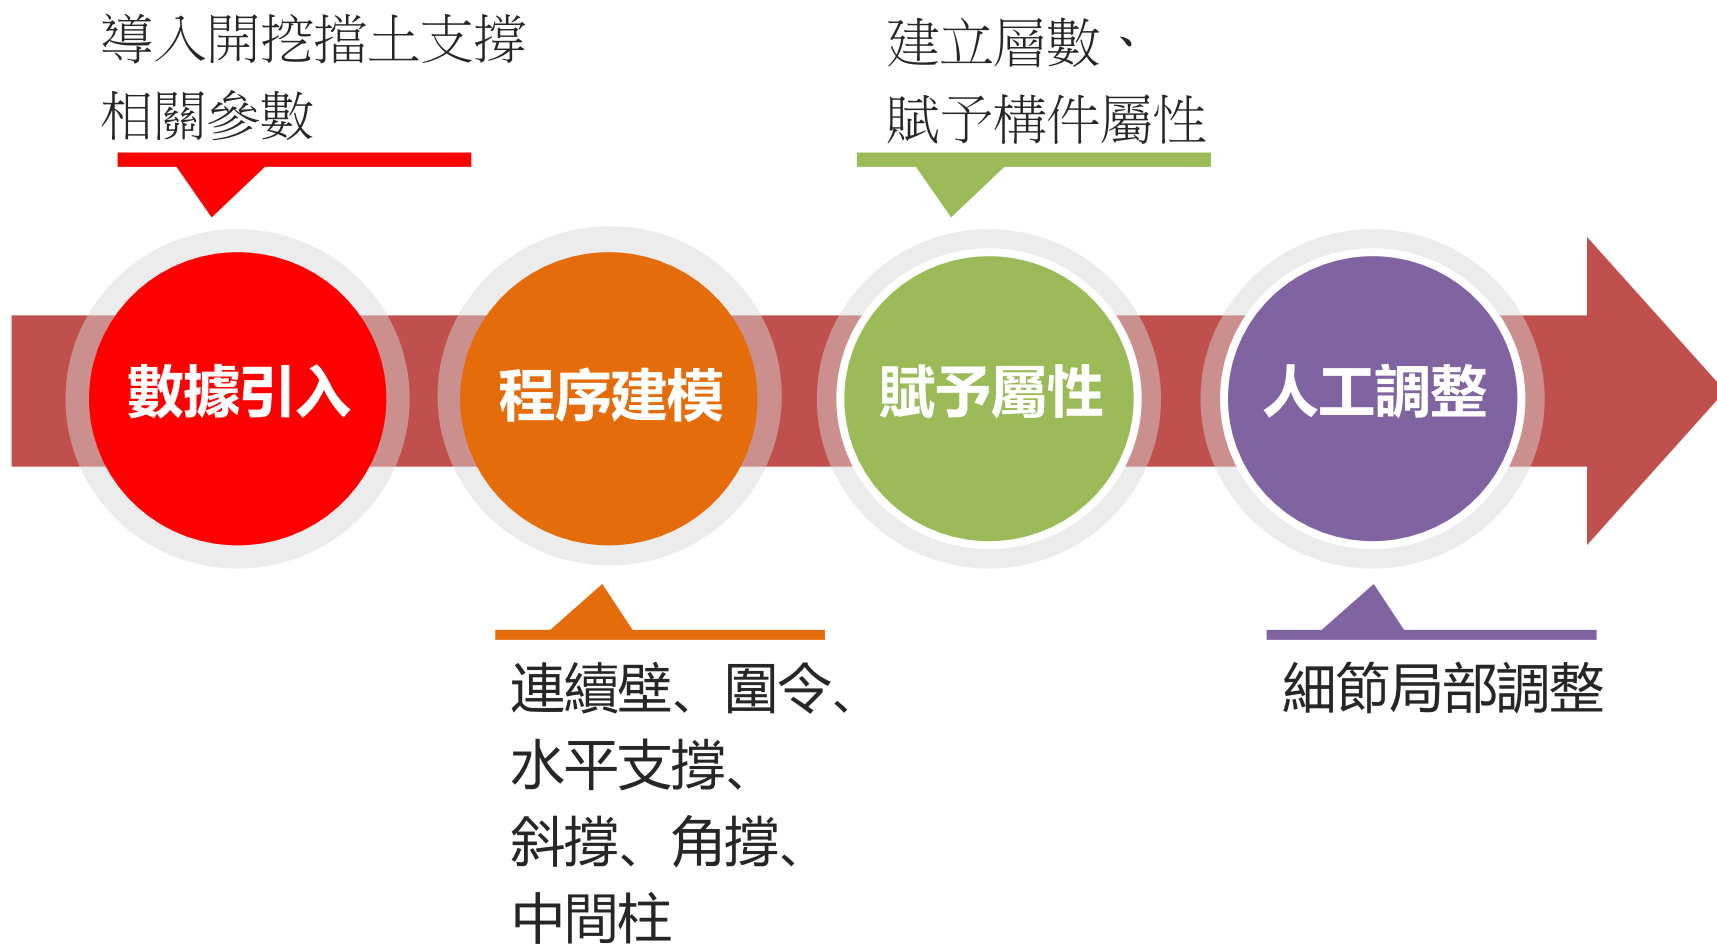 導入開挖擋土支撐
相關參數
建立層數、
賦予構件屬性
數據引入
程序建模
賦予屬性
人工調整
連續壁、圍令、
水平支撐、
斜撐、角撐、
中間柱
細節局部調整